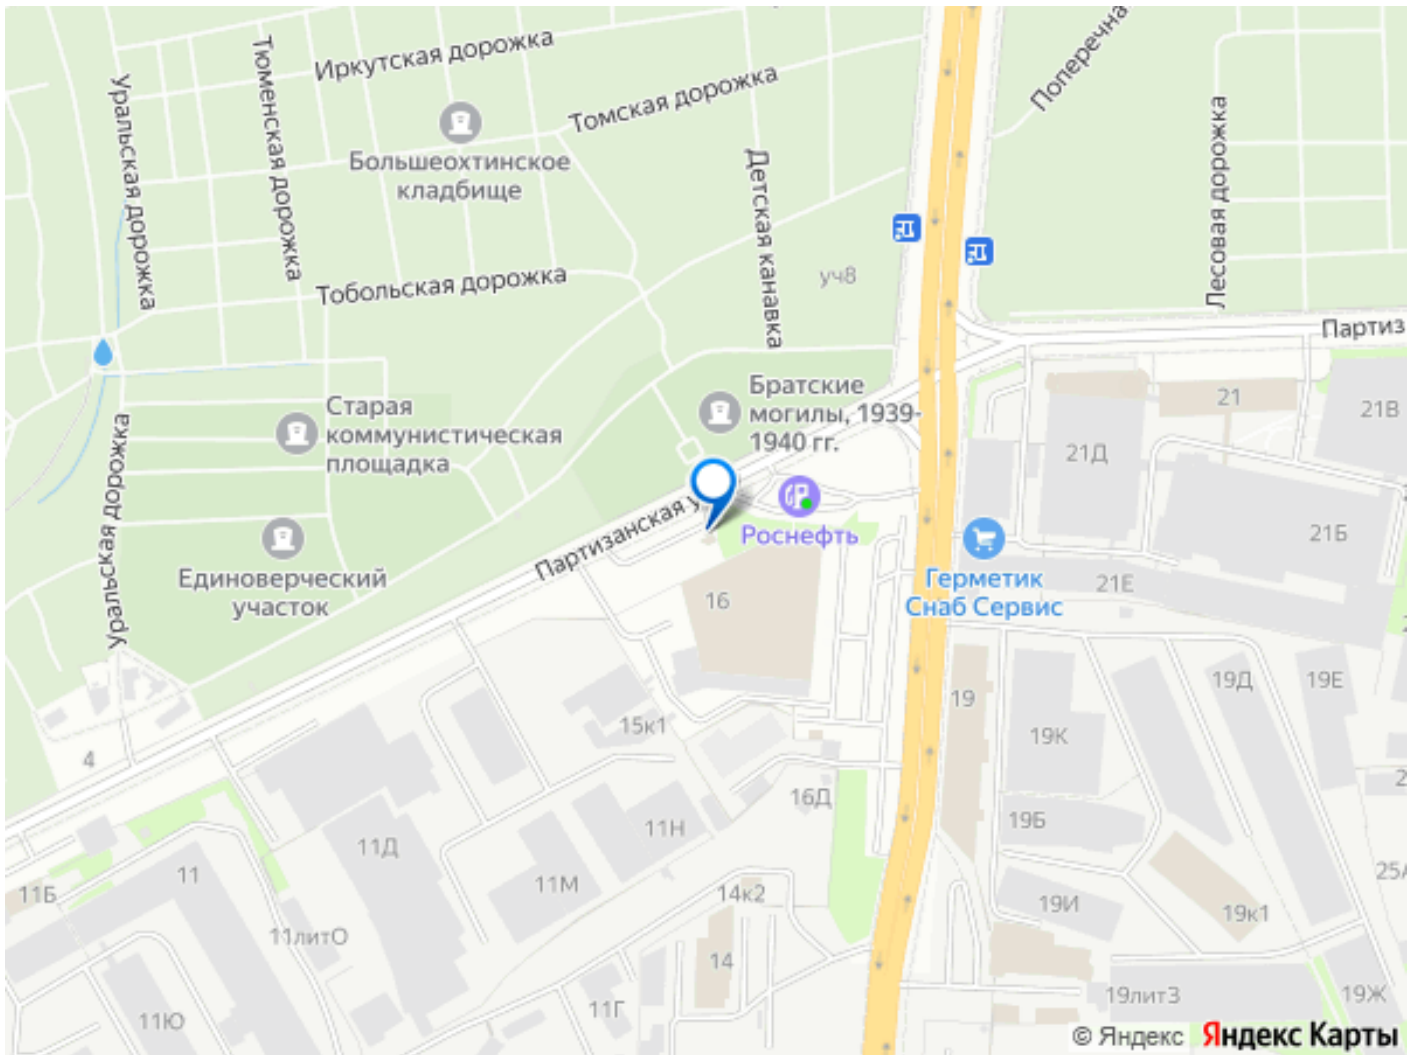 Иркутская дорожка
Тюменская дорожка
Уральская дорожка
Томская дорожка
Поперечна
Большеохтинское
кладбище
Детская канавка
Лесовая дорожка
Тобольская дорожка
уч8
Партиз
Братские
могилы, 1939-
1940 гг.
Старая
коммунистическая
площадка
21
21В
21Д
Уральская дорожка
Партизанская у
Роснефть
21Б
Единоверческий
участок
Герметик
Снаб Сервис
21Е
16
19Д
19Е
19
15к1
19К
4
16Д
19Б
11Н
11Д
11
11М
14к2
25А
11Б
19И
19к1
11литО
14
19лит3
19Ж
11Г
11Ю
© Яндекс Яндекс Карты